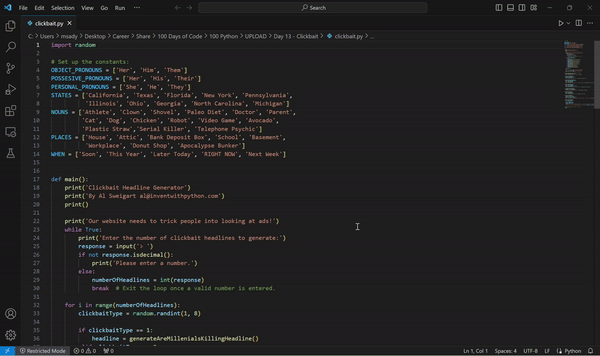 File Edit Selection View Go Run ... Search
clickbait.py
C: > Users > msady > Desktop > Career > Share > 100 Days of Code > 100 Python > UPLOAD > Day 13 - Clickbait > clickbait.py > ...
1 import random
2
3 # Set up the constants:
4 OBJECT_PRONOUNS = ['Her', 'Him', 'Them']
5 POSSESIVE_PRONOUNS = ['Her', 'His', 'Their']
6 PERSONAL_PRONOUNS = ['She', 'He', 'They']
7 STATES = ['California', 'Texas', 'Florida', 'New York', 'Pennsylvania',
8 'Illinois', 'Ohio', 'Georgia', 'North Carolina', 'Michigan']
9 NOUNS = ['Athlete', 'Clown', 'Shovel', 'Paleo Diet', 'Doctor', 'Parent',
10 'Cat', 'Dog', 'Chicken', 'Robot', 'Video Game', 'Avocado',
11 'Plastic Straw','Serial Killer', 'Telephone Psychic']
12 PLACES = ['House', 'Attic', 'Bank Deposit Box', 'School', 'Basement',
13 'Workplace', 'Donut Shop', 'Apocalypse Bunker']
14 WHEN = ['Soon', 'This Year', 'Later Today', 'RIGHT NOW', 'Next Week']
15
16
17 def main():
18 print('Clickbait Headline Generator')
19 print('By Al Sweigart al@inventwithpython.com')
20 print()
21
22 print('Our website needs to trick people into looking at ads!')
23 while True:
24 print('Enter the number of clickbait headlines to generate:')
25 response = input('> ')
26 if not response.isdecimal():
27 print('Please enter a number.')
28 else:
29 numberOfHeadlines = int(response)
30 break # Exit the loop once a valid number is entered.
31
32 for i in range(numberOfHeadlines):
33 clickbaitType = random.randint(1, 8)
34
35 if clickbaitType == 1:
36 headline = generateAreMillenialsKillingHeadline()
Restricted Mode 0 0 0 Ln 1, Col 1 Spaces: 4 UTF-8 LF Python